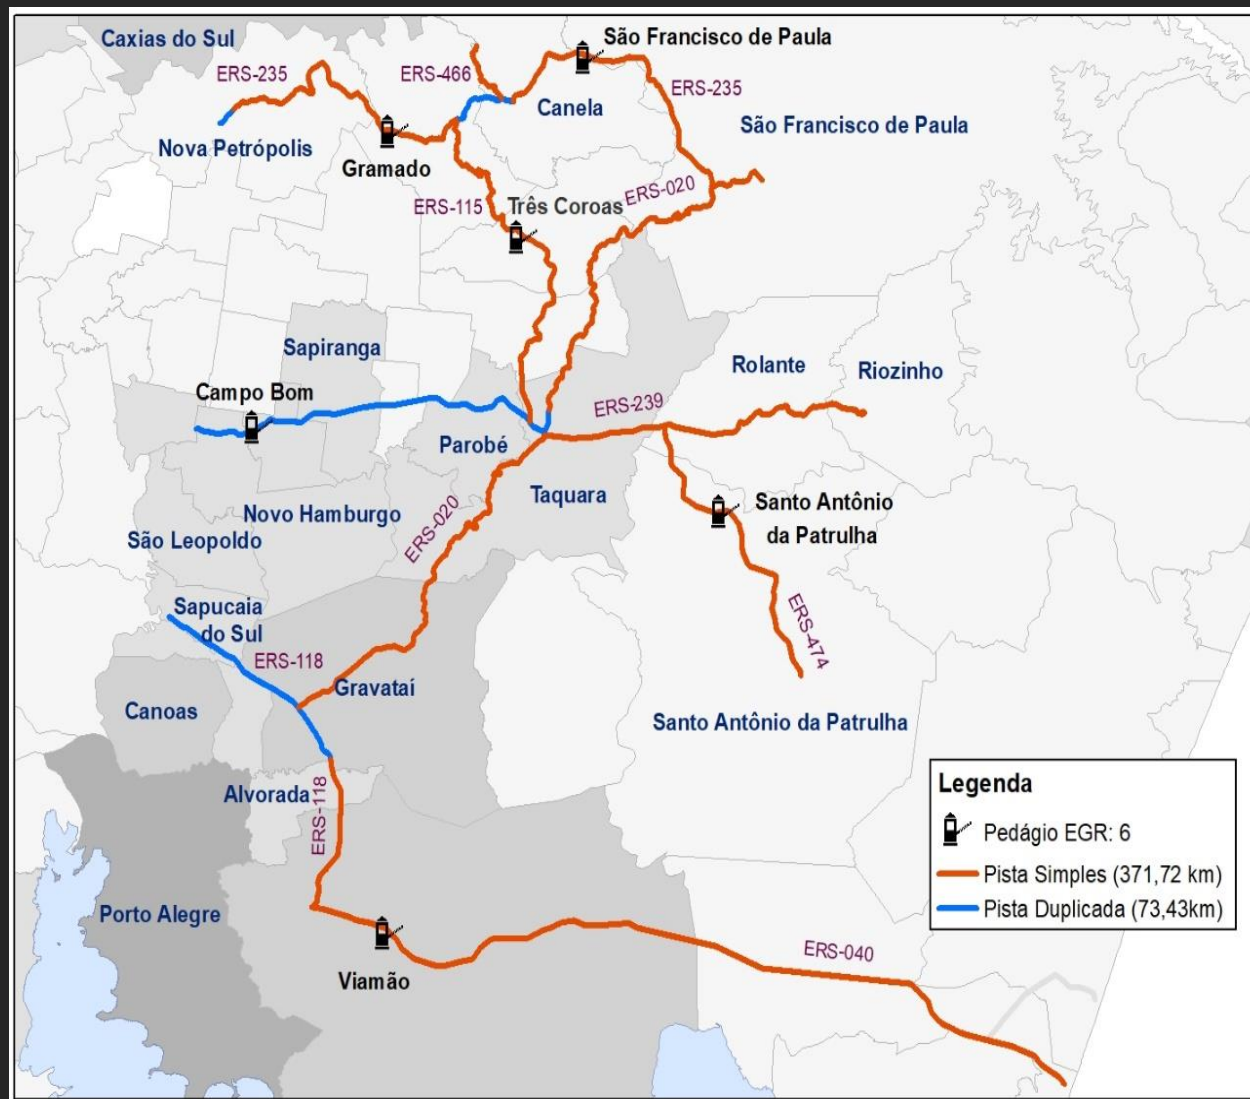 Caxias do Sul
São Francisco de Paula
ERS-235
ERS-466
ERS-235
Canela
São Francisco de Paula
Nova Petrópolis
Gramado
ERS-020
ERS-115
Três Coroas
Sapiranga
Rolante
Riozinho
Campo Bom
ERS-239
Parobé
Taquara
Santo Antônio
da Patrulha
Novo Hamburgo
ERS-020
São Leopoldo
Sapucaia
do Sul
ERS-474
ERS-118
Gravataí
Canoas
Santo Antônio da Patrulha
Alvorada
ERS-118
Porto Alegre
ERS-040
Viamão
Legenda
Pedágio EGR: 6
Pista Simples (371,72 km)
Pista Duplicada (73,43km)